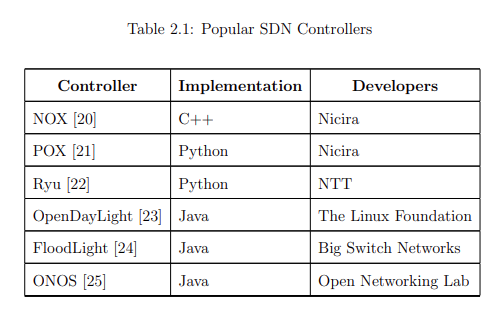 Table 2.1: Popular SDN Controllers
Controller Implementation Developers
NOX [20] C++ Nicira
POX [21] Python Nicira
Ryu [22] Python NTT
OpenDayLight [23] Java The Linux Foundation
FloodLight [24] Java Big Switch Networks
ONOS [25] Java Open Networking Lab